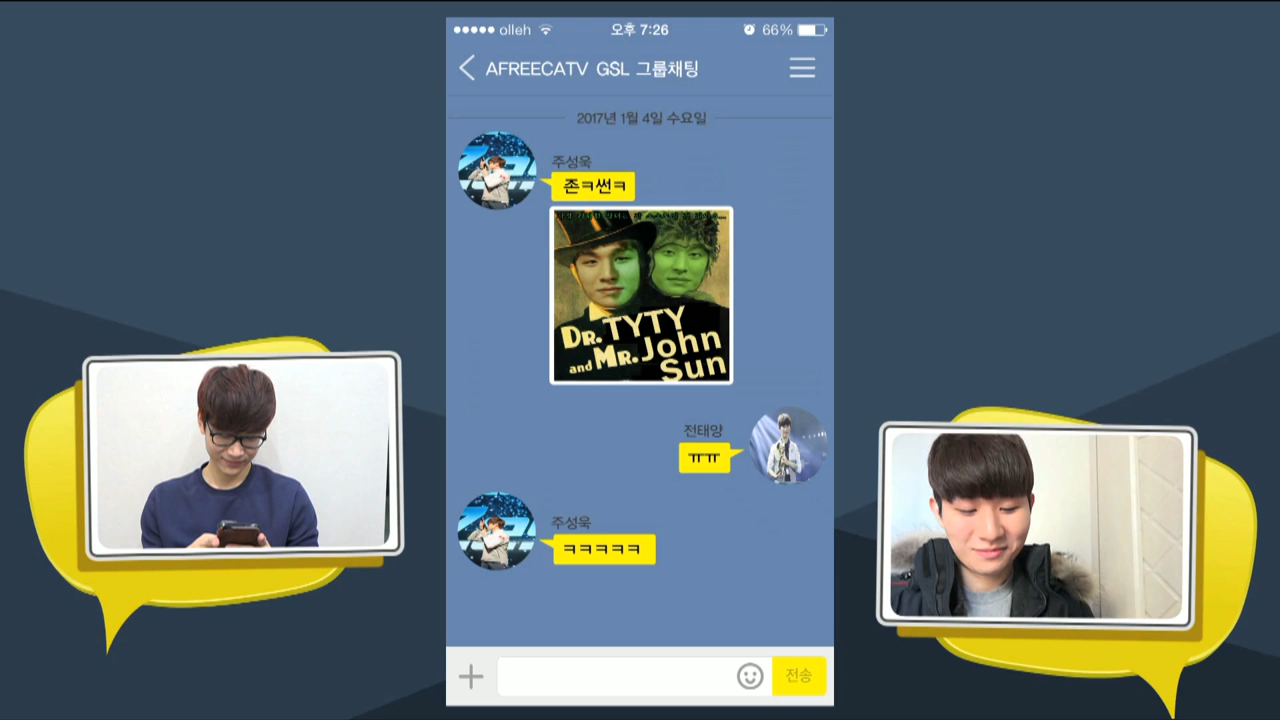 olleh 오후 7:26 66%
AFREECATV GSL 그룹채팅
2017년 1월 4일 수요일
주성욱
존ㅋ썬ㅋ
DR. TYTY
and MR. John
Sun
전태양
ㅠㅠ
주성욱
ㅋㅋㅋㅋㅋ
전송